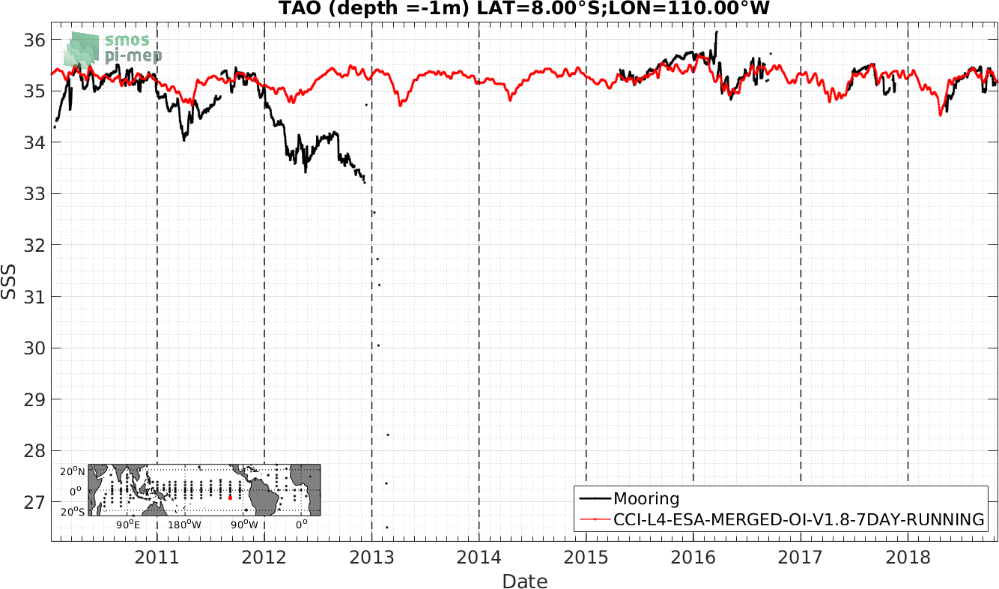 TAO (depth =-1m) LAT=8.00°S;LON=110.00°W
smos
pi-mep
36
35
34
33
32
31
30
29
28
27
SSS
20°N
0°
20°S
90°E 180°W 90°W 0°
Mooring
CCI-L4-ESA-MERGED-OI-V1.8-7DAY-RUNNING
2011 2012 2013 2014 2015 2016 2017 2018
Date